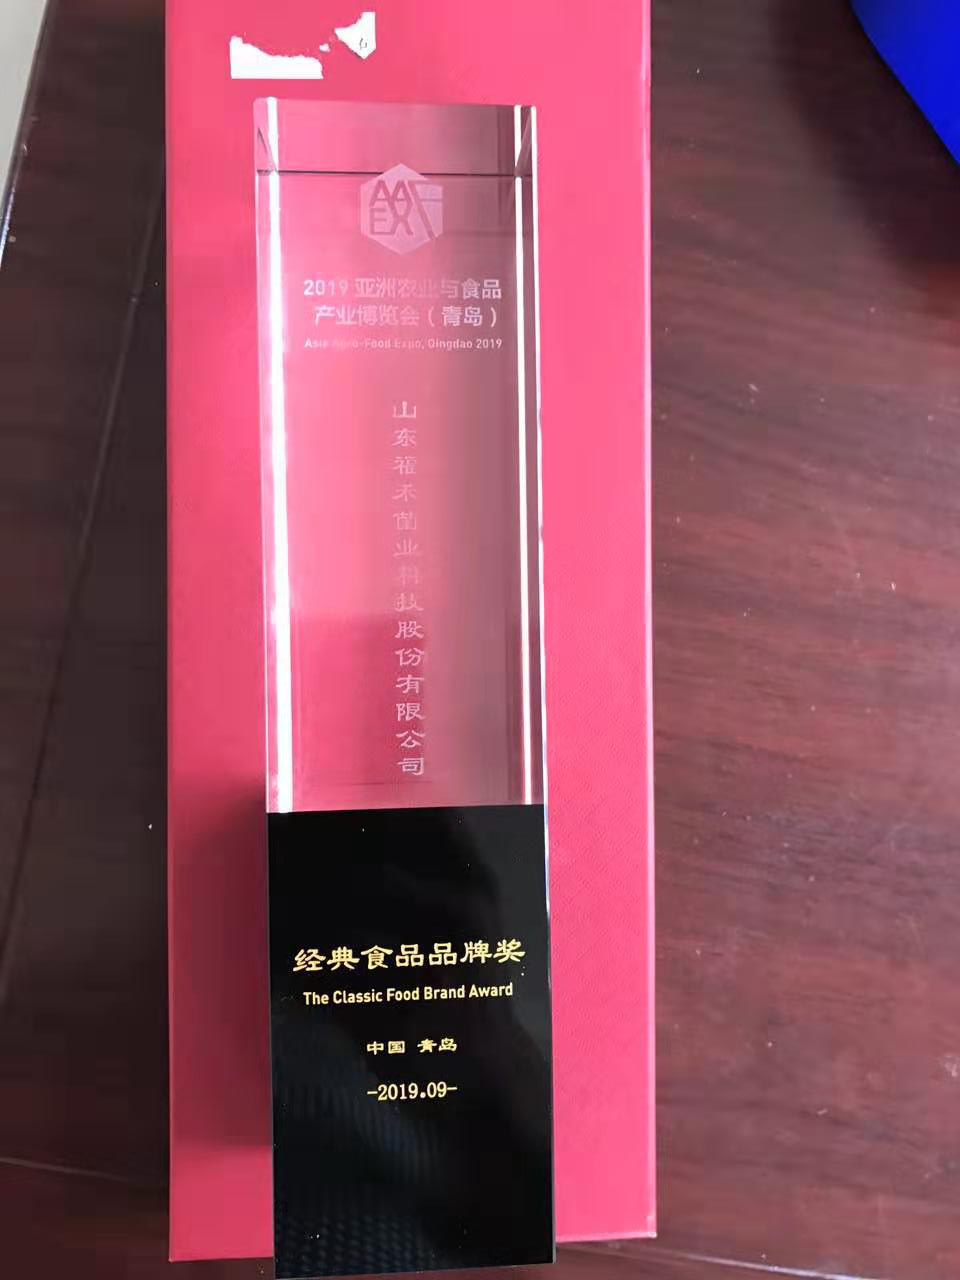 AAF
EX
2019 亚洲农业与食品
产业博览会（青岛）
Asia Agro-Food Expo, Qingdao 2019
山东福禾菌业科技股份有限公司
经典食品品牌奖
The Classic Food Brand Award
中国 青岛
-2019.09-